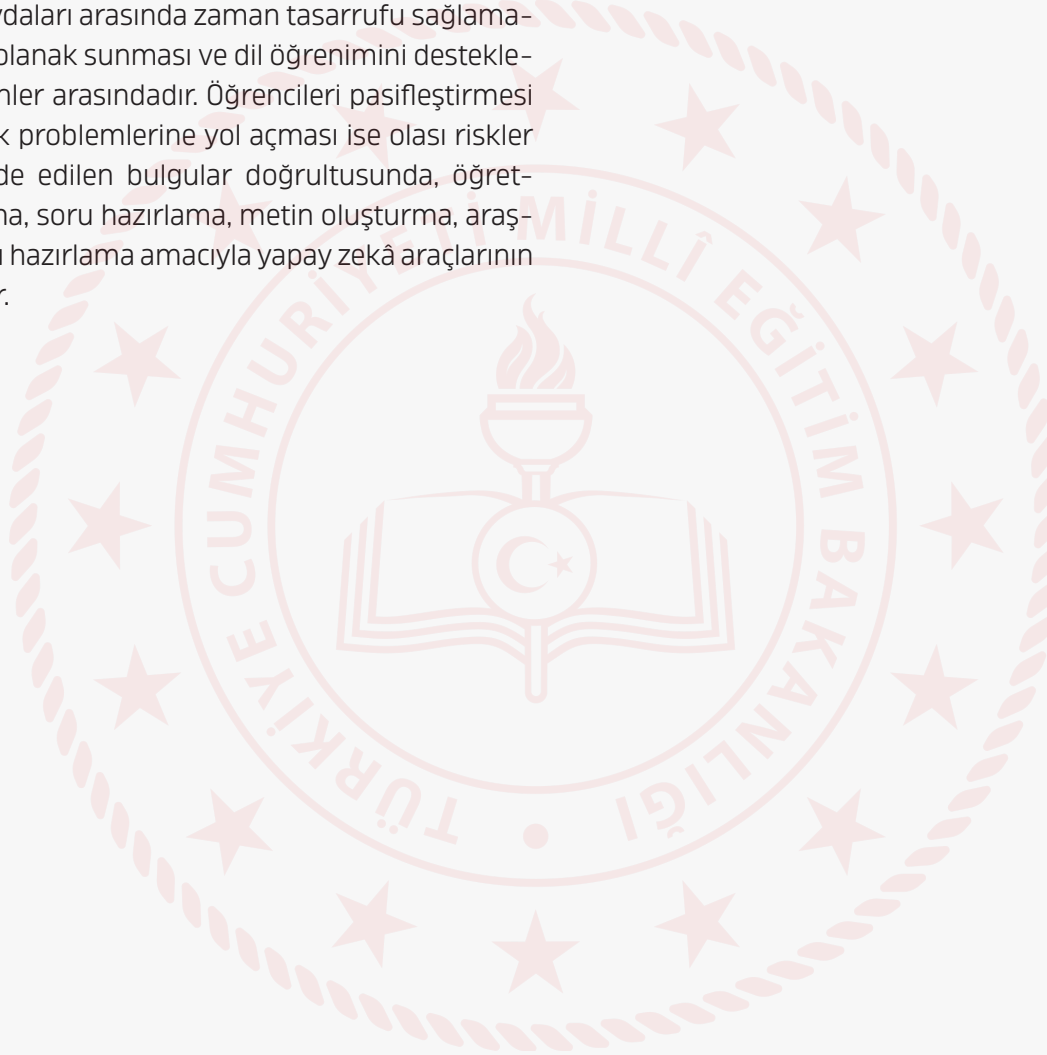 ydaları arasında zaman tasarrufu sağlama-
olanak sunması ve dil öğrenimini destekle-
nler arasındadır. Öğrencileri pasifleştirmesi
k problemlerine yol açması ise olası riskler
de edilen bulgular doğrultusunda, öğret-
na, soru hazırlama, metin oluşturma, araş-
hazırlama amacıyla yapay zekâ araçlarının
r.
TÜRKİYE CUMHURİYETİ MİLLÎ EĞİTİM BAKANLIĞI